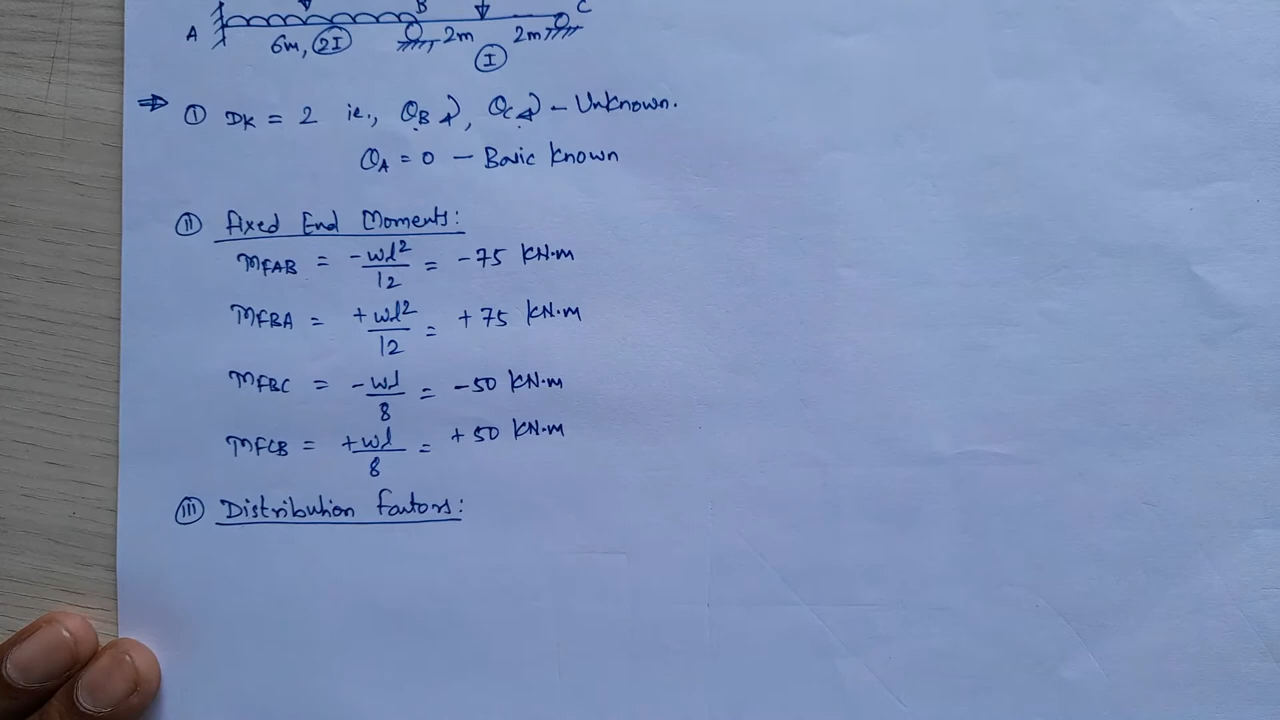 A B C
6m, 2I 2m 2m
I
⇒ ① DK = 2 ie., θB, θC - Unknown.
θA = 0 - Basic Known
Ⅱ Fixed End Moments:
MFAB = -wl²/12 = -75 KN.m
MFBA = +wl²/12 = +75 KN.m
MFBC = -wl/8 = -50 KN.m
MFCB = +wl/8 = +50 KN.m
Ⅲ Distribution Factors: